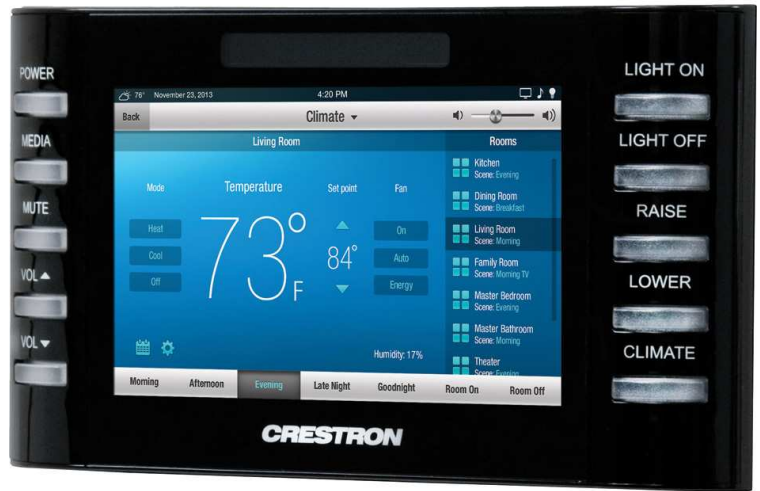 POWER
MEDIA
MUTE
VOL ▲
VOL ▼
76° November 23, 2013 4:20 PM
Back Climate ▾
Living Room Rooms
Mode Temperature Set point Fan
Heat
Cool
Off
73°F
84°
On
Auto
Energy
Humidity: 17%
Kitchen
Scene: Evening
Dining Room
Scene: Breakfast
Living Room
Scene: Morning
Family Room
Scene: Morning TV
Master Bedroom
Scene: Evening
Master Bathroom
Scene: Morning
Theater
Scene: Evening
Morning Afternoon Evening Late Night Goodnight Room On Room Off
LIGHT ON
LIGHT OFF
RAISE
LOWER
CLIMATE
CRESTRON